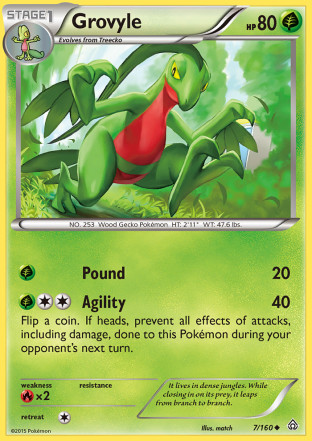 STAGE1 Grovyle HP80
Evolves from Treecko
NO. 253 Wood Gecko Pokémon HT: 2'11" WT: 47.6 lbs.
Pound 20
Agility 40
Flip a coin. If heads, prevent all effects of attacks,
including damage, done to this Pokémon during your
opponent's next turn.
weakness resistance
×2
retreat
It lives in dense jungles. While
closing in on its prey, it leaps
from branch to branch.
©2015 Pokémon Illus. match 7/160